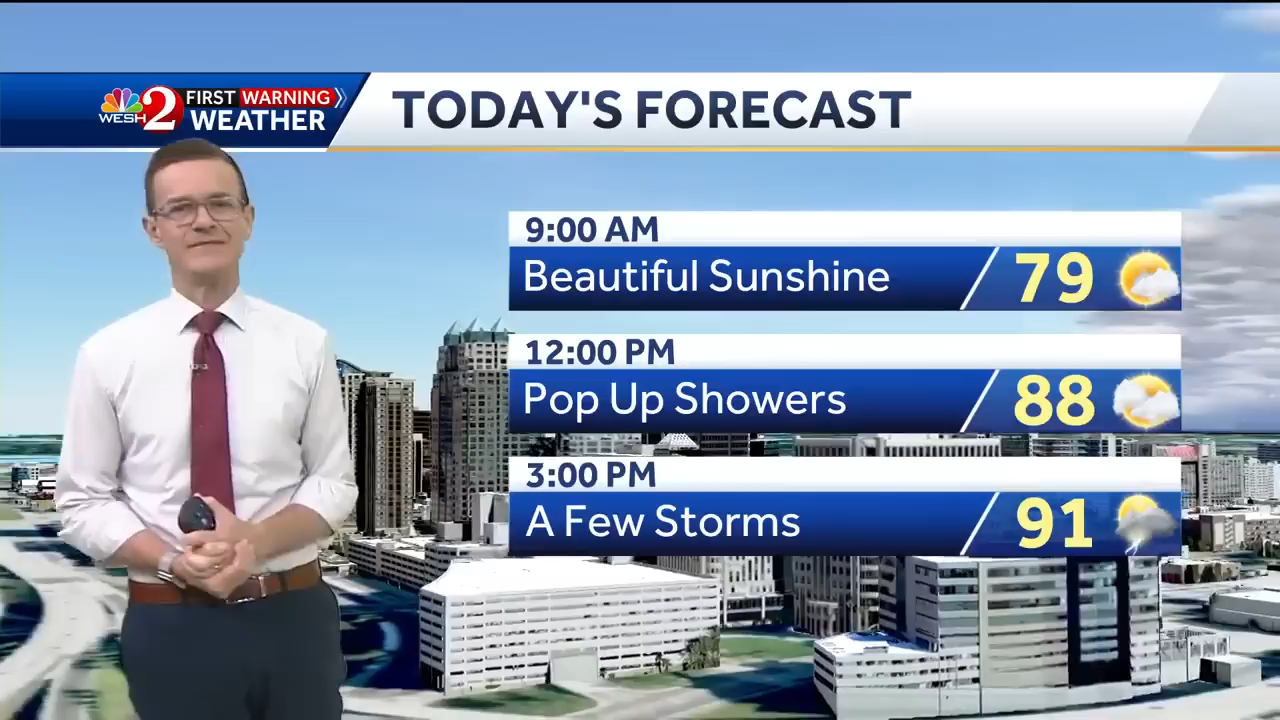 WESH 2 FIRST WARNING
WEATHER
TODAY'S FORECAST
9:00 AM
Beautiful Sunshine 79
12:00 PM
Pop Up Showers 88
3:00 PM
A Few Storms 91